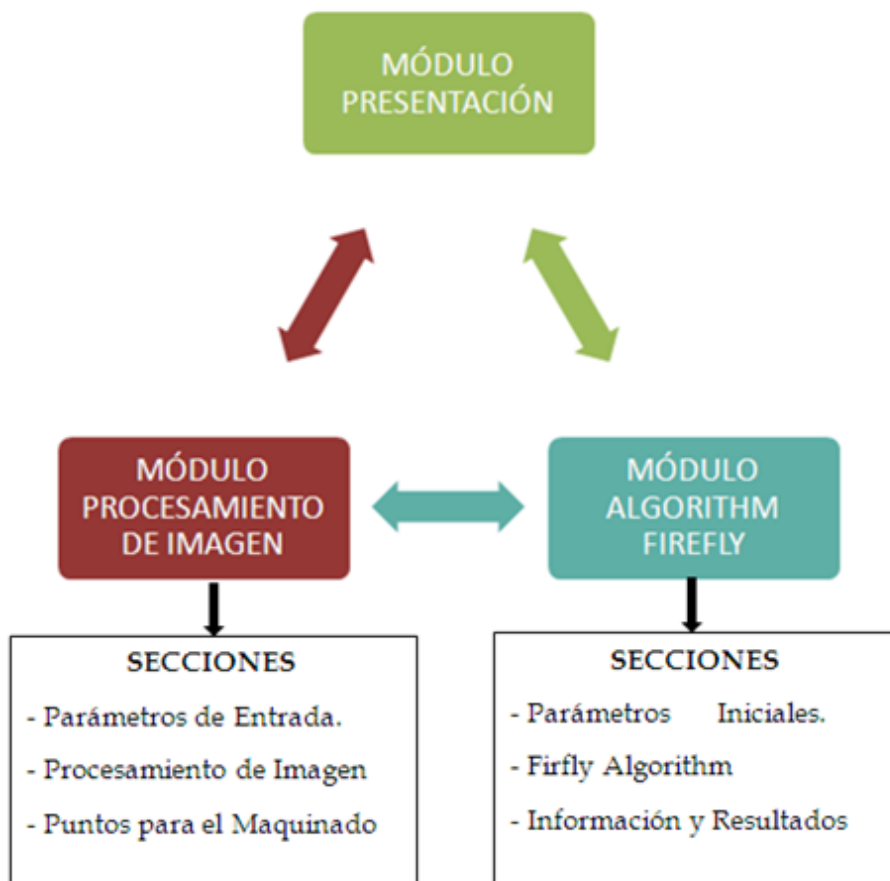 MÓDULO
PRESENTACIÓN
MÓDULO
PROCESAMIENTO
DE IMAGEN
MÓDULO
ALGORITHM
FIREFLY
SECCIONES
- Parámetros de Entrada.
- Procesamiento de Imagen
- Puntos para el Maquinado
SECCIONES
- Parámetros Iniciales.
- Firfly Algorithm
- Información y Resultados